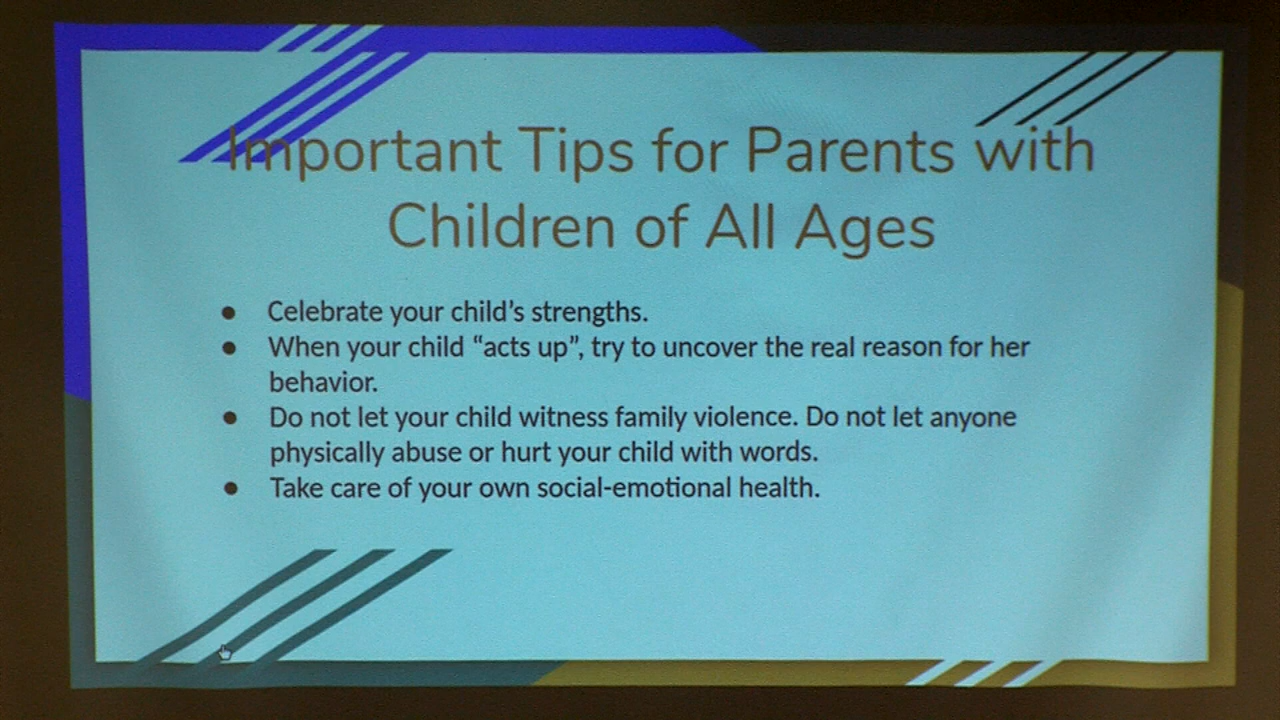 Important Tips for Parents with
Children of All Ages
● Celebrate your child’s strengths.
● When your child “acts up”, try to uncover the real reason for her
behavior.
● Do not let your child witness family violence. Do not let anyone
physically abuse or hurt your child with words.
● Take care of your own social-emotional health.